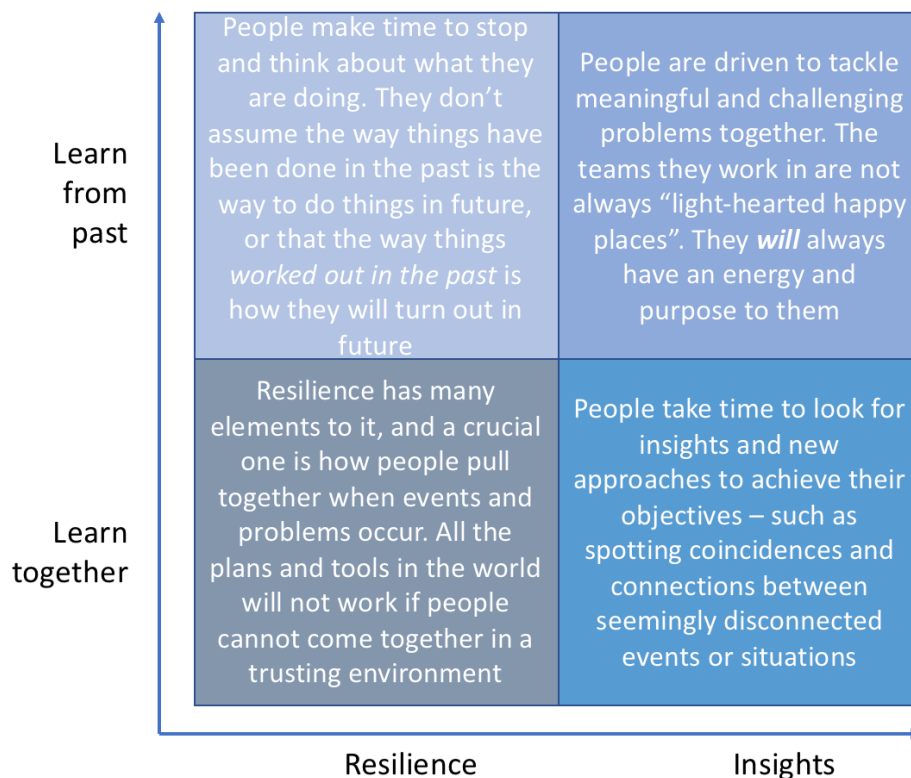 People make time to stop
and think about what they
are doing. They don’t
assume the way things have
been done in the past is the
way to do things in future,
or that the way things
worked out in the past is
how they will turn out in
future
People are driven to tackle
meaningful and challenging
problems together. The
teams they work in are not
always “light-hearted happy
places”. They will always
have an energy and
purpose to them
Learn
from
past
Resilience has many
elements to it, and a crucial
one is how people pull
together when events and
problems occur. All the
plans and tools in the world
will not work if people
cannot come together in a
trusting environment
People take time to look for
insights and new
approaches to achieve their
objectives – such as
spotting coincidences and
connections between
seemingly disconnected
events or situations
Learn
together
Resilience
Insights